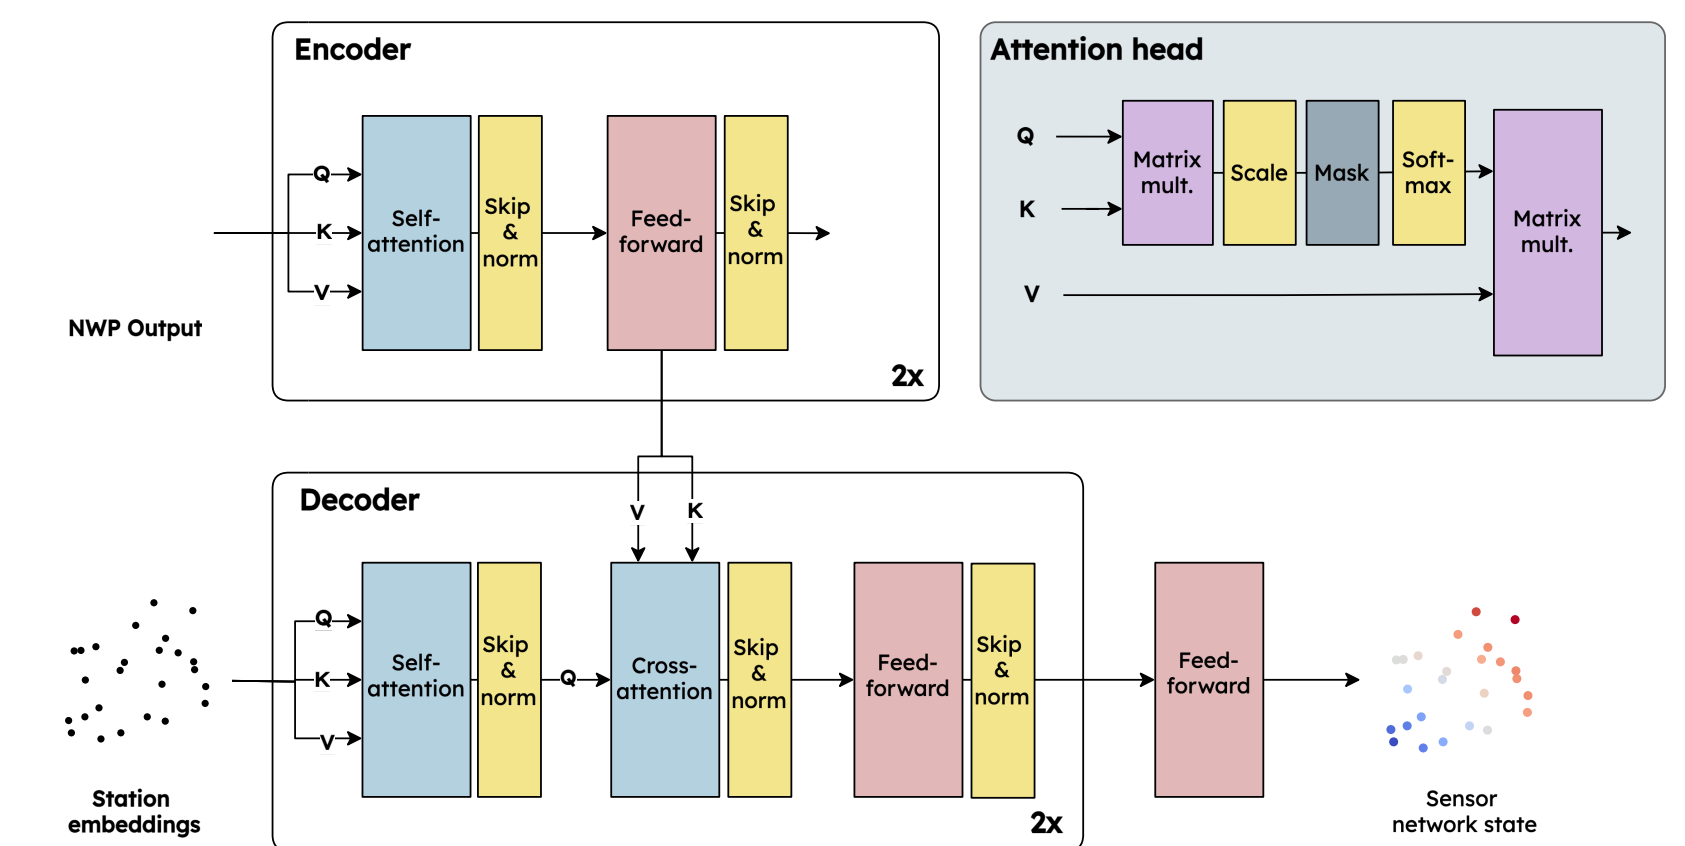 Encoder
Q
K
V
Self-
attention
Skip
&
norm
Feed-
forward
Skip
&
norm
2x
NWP Output
Attention head
Q
K
V
Matrix
mult.
Scale
Mask
Soft-
max
Matrix
mult.
Decoder
V
K
Q
K
V
Self-
attention
Skip
&
norm
Q
Cross-
attention
Skip
&
norm
Feed-
forward
Skip
&
norm
2x
Feed-
forward
Station
embeddings
Sensor
network state